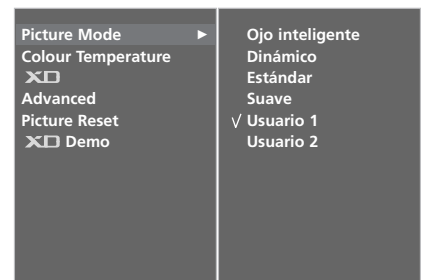 Picture Mode ►
Colour Temperature
XD
Advanced
Picture Reset
XD Demo
Ojo inteligente
Dinámico
Estándar
Suave
√ Usuario 1
Usuario 2